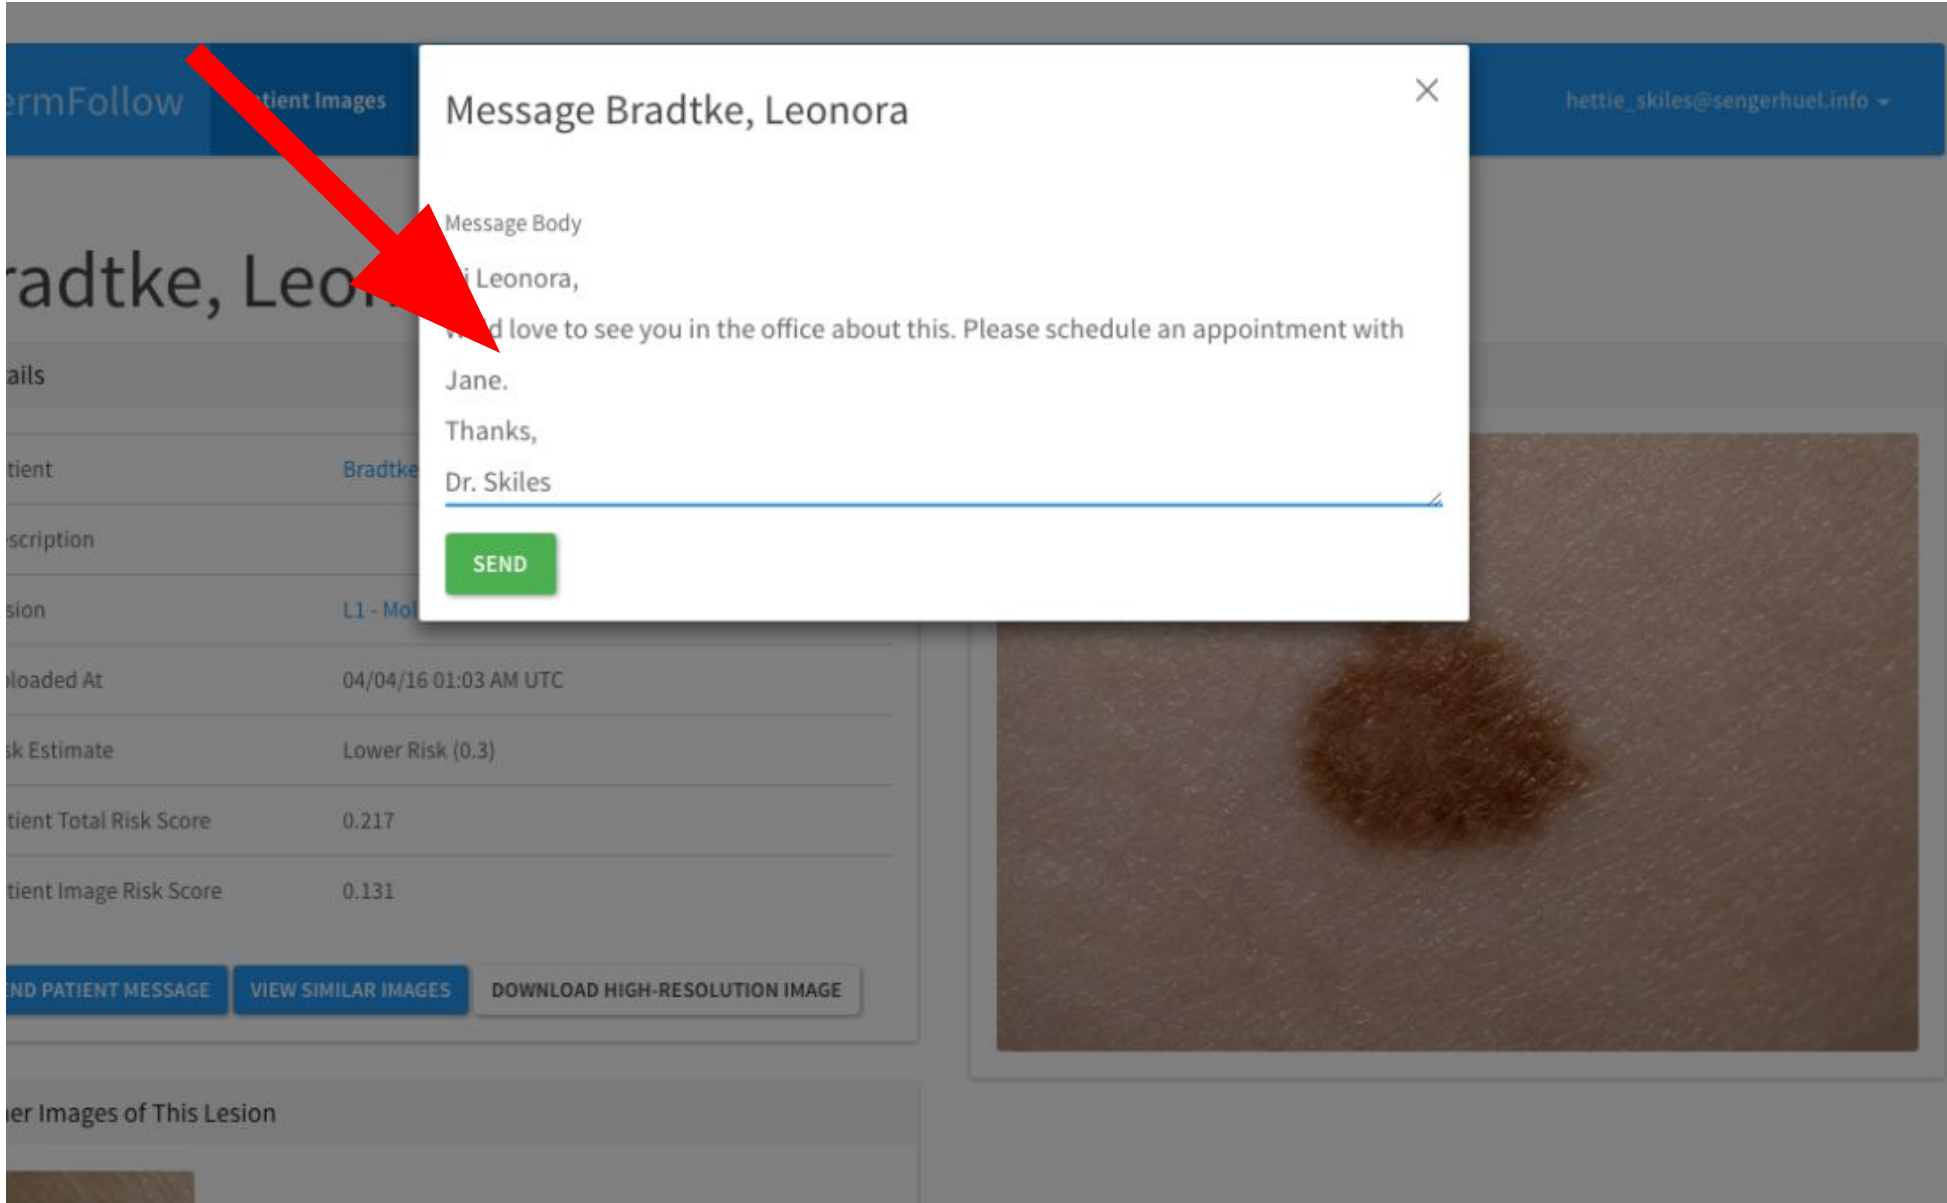 ermFollow
tient Images
hettie_skiles@sengerhuel.info
Message Bradtke, Leonora
Message Body
i Leonora,
d love to see you in the office about this. Please schedule an appointment with
Jane.
Thanks,
Dr. Skiles
SEND
radtke, Leon
ails
tient Bradtke
scription
sion L1 - Mol
loaded At 04/04/16 01:03 AM UTC
sk Estimate Lower Risk (0.3)
tient Total Risk Score 0.217
tient Image Risk Score 0.131
ND PATIENT MESSAGE VIEW SIMILAR IMAGES DOWNLOAD HIGH-RESOLUTION IMAGE
er Images of This Lesion